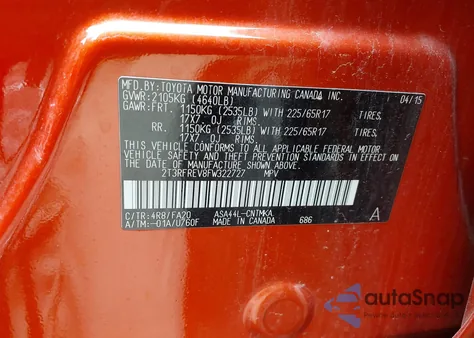 MFD.BY:TOYOTA MOTOR MANUFACTURING CANADA INC.
GVWR:2105KG (4640LB) 04/15
GAWR:FRT. 1150KG (2535LB) WITH 225/65R17 TIRES.
17X7.0J RIMS.
RR. 1150KG (2535LB) WITH 225/65R17 TIRES.
17X7.0J RIMS.
THIS VEHICLE CONFORMS TO ALL APPLICABLE
FEDERAL MOTOR VEHICLE SAFETY STANDARDS IN EFFECT ON
THE DATE OF MANUFACTURE SHOWN ABOVE.
2T3RFREV8FW322727 MPV
C/TR:4R8/FA20 ASA44L-CNTMKA A
A/TM:-01A/U760F MADE IN CANADA 686
autoSnap